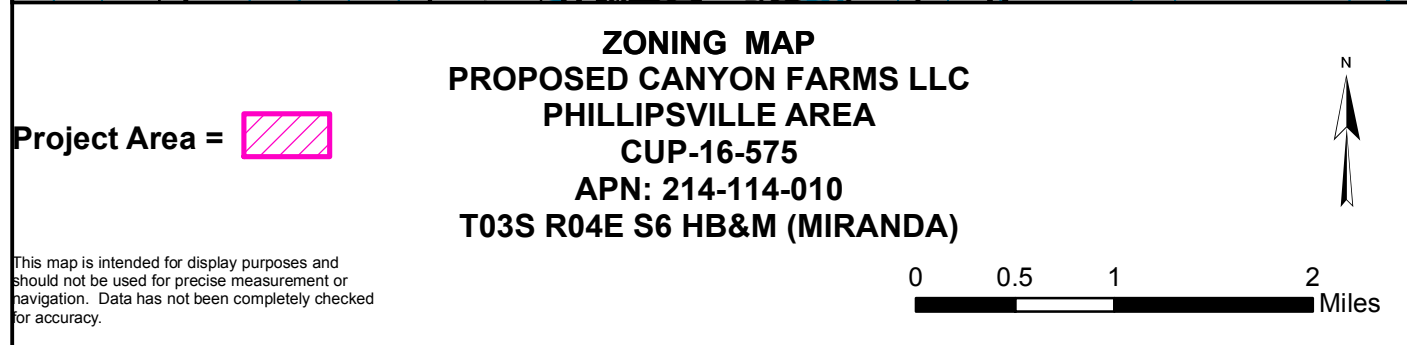 ZONING MAP
PROPOSED CANYON FARMS LLC
PHILLIPSVILLE AREA
CUP-16-575
APN: 214-114-010
T03S R04E S6 HB&M (MIRANDA)
Project Area =
This map is intended for display purposes and
should not be used for precise measurement or
navigation. Data has not been completely checked
for accuracy.
N
0 0.5 1 2
Miles